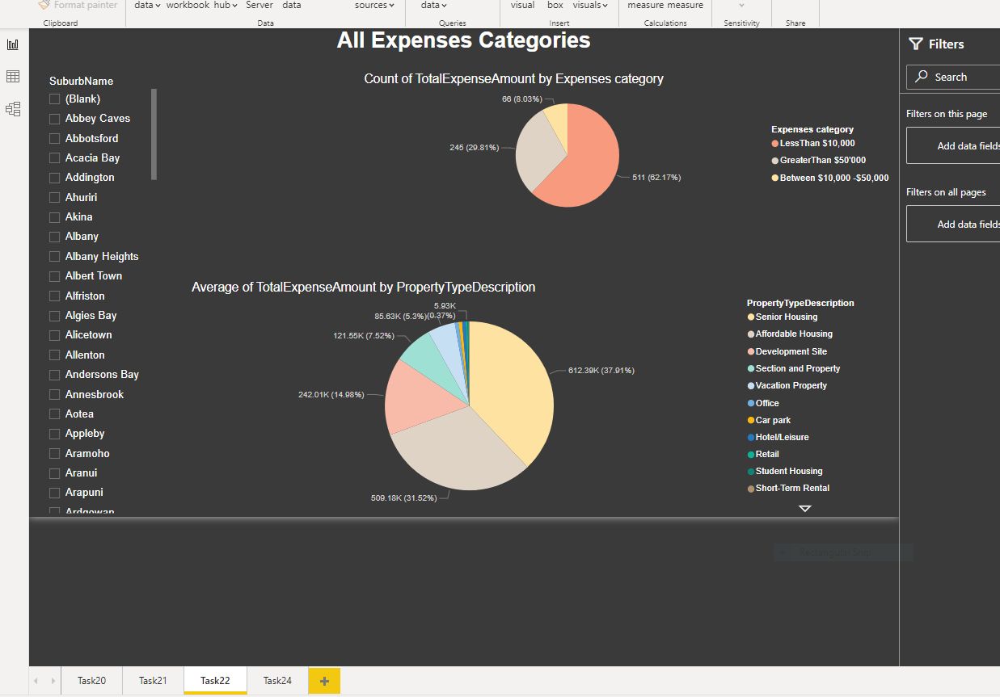 Format painter
data
workbook
hub
Server
data
sources
data
visual
box
visuals
measure
measure
Clipboard
Data
Queries
Insert
Calculations
Sensitivity
Share
All Expenses Categories
SuburbName
(Blank)
Abbey Caves
Abbotsford
Acacia Bay
Addington
Ahuriri
Akina
Albany
Albany Heights
Albert Town
Alfriston
Algies Bay
Alicetown
Allenton
Andersons Bay
Annesbrook
Aotea
Appleby
Aramoho
Aranui
Arapuni
Ardgowan
Count of TotalExpenseAmount by Expenses category
66 (8.03%)
245 (29.81%)
511 (62.17%)
Expenses category
LessThan $10,000
GreaterThan $50'000
Between $10,000 -$50,000
Average of TotalExpenseAmount by PropertyTypeDescription
5.93K
(0.37%)
85.63K (5.3%)
121.55K (7.52%)
242.01K (14.98%)
509.18K (31.52%)
612.39K (37.91%)
PropertyTypeDescription
Senior Housing
Affordable Housing
Development Site
Section and Property
Vacation Property
Office
Car park
Hotel/Leisure
Retail
Student Housing
Short-Term Rental
Filters
Search
Filters on this page
Add data fields
Filters on all pages
Add data fields
Rectangular Snip
Task20
Task21
Task22
Task24
+